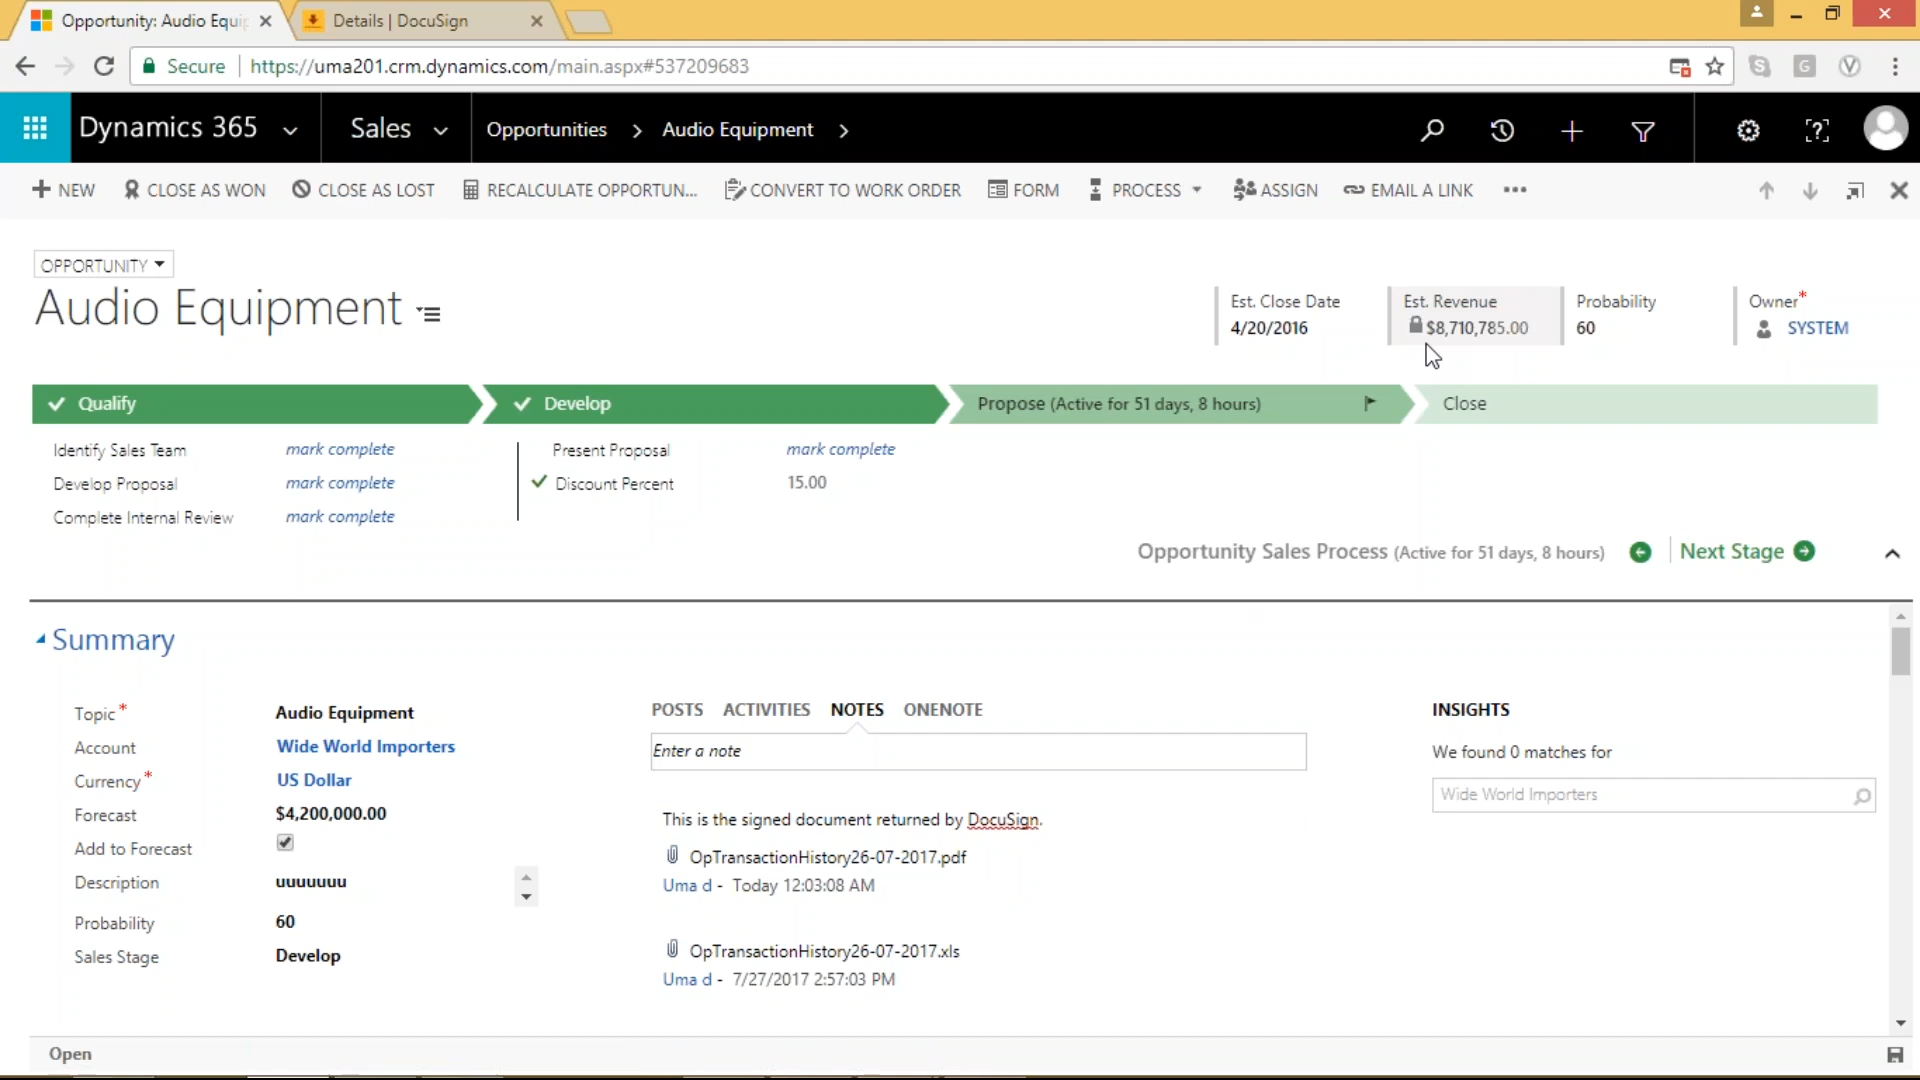 Opportunity: Audio Equip
Details | DocuSign
Secure https://uma201.crm.dynamics.com/main.aspx#537209683
Dynamics 365 Sales Opportunities > Audio Equipment >
NEW CLOSE AS WON CLOSE AS LOST RECALCULATE OPPORTUN... CONVERT TO WORK ORDER FORM PROCESS ASSIGN EMAIL A LINK ...
OPPORTUNITY
Audio Equipment
Est. Close Date
4/20/2016
Est. Revenue
$8,710,785.00
Probability
60
Owner*
SYSTEM
Qualify
Develop
Propose (Active for 51 days, 8 hours)
Close
Identify Sales Team mark complete
Develop Proposal mark complete
Complete Internal Review mark complete
Present Proposal mark complete
Discount Percent 15.00
Opportunity Sales Process (Active for 51 days, 8 hours) Next Stage
Summary
Topic* Audio Equipment
Account Wide World Importers
Currency* US Dollar
Forecast $4,200,000.00
Add to Forecast
Description uuuuuuu
Probability 60
Sales Stage Develop
POSTS ACTIVITIES NOTES ONENOTE
Enter a note
This is the signed document returned by DocuSign.
OpTransactionHistory26-07-2017.pdf
Uma d - Today 12:03:08 AM
OpTransactionHistory26-07-2017.xls
Uma d - 7/27/2017 2:57:03 PM
INSIGHTS
We found 0 matches for
Wide World Importers
Open